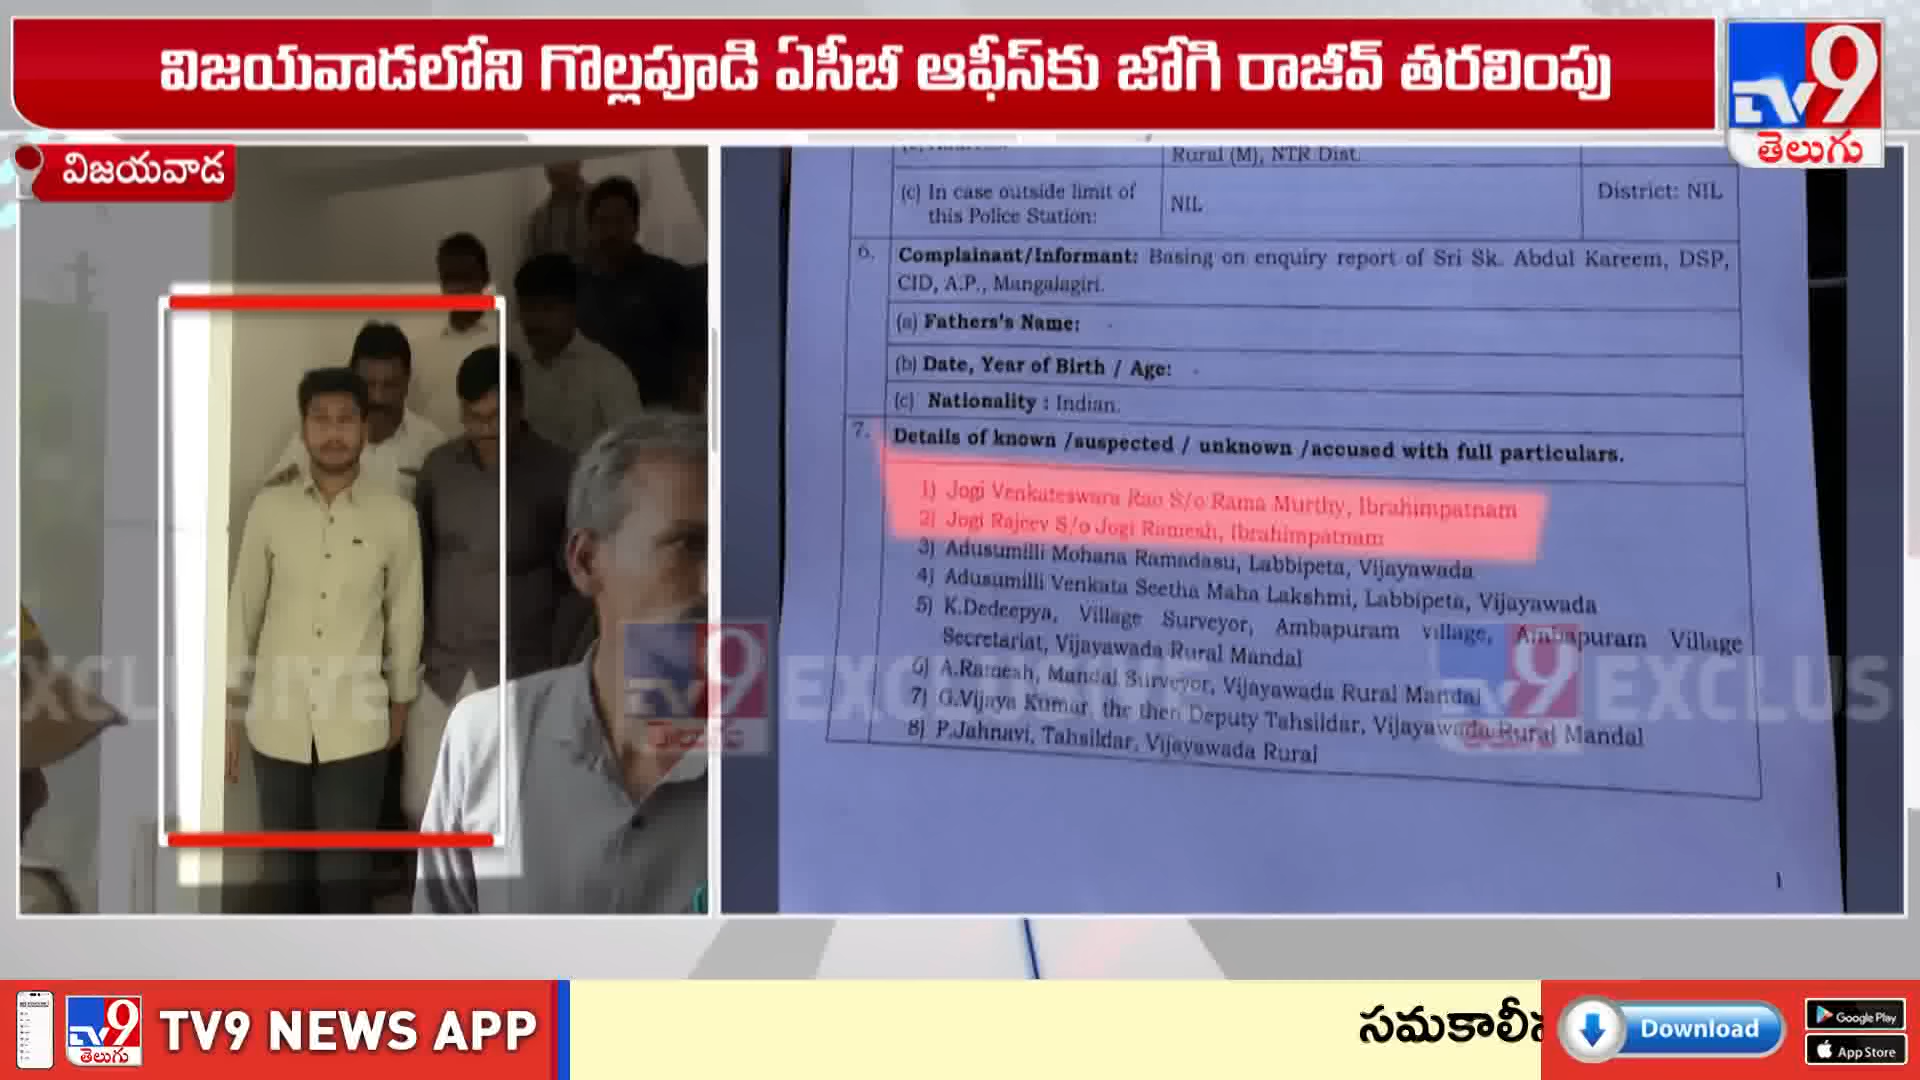 విజయవాడలోని గొల్లపూడి ఏసీబీ ఆఫీస్‌కు జోగి రాజీవ్ తరలింపు
TV9
తెలుగు
విజయవాడ
Rural (M), NTR Dist.
(c) In case outside limit of
this Police Station:
NIL
District: NIL
6. Complainant/Informant: Basing on enquiry report of Sri Sk. Abdul Kareem, DSP,
CID, A.P., Mangalagiri.
(a) Fathers's Name: -
(b) Date, Year of Birth / Age: -
(c) Nationality : Indian.
7. Details of known /suspected / unknown /accused with full particulars.
1) Jogi Venkateswara Rao S/o Rama Murthy, Ibrahimpatnam
2) Jogi Rajeev S/o Jogi Ramesh, Ibrahimpatnam
3) Adusumilli Mohana Ramadasu, Labbipeta, Vijayawada
4) Adusumilli Venkata Seetha Maha Lakshmi, Labbipeta, Vijayawada
5) K.Dedeepya, Village Surveyor, Ambapuram village, Ambapuram Village
Secretariat, Vijayawada Rural Mandal
6) A.Ramesh, Mandal Surveyor, Vijayawada Rural Mandal
7) G.Vijaya Kumar, the then Deputy Tahsildar, Vijayawada Rural Mandal
8) P.Jahnavi, Tahsildar, Vijayawada Rural
1
EXCLUSIVE
TV9 తెలుగు EXCLUSIVE
TV9 తెలుగు EXCLUS
TV9 తెలుగు
TV9 NEWS APP
Download
Google Play
App Store